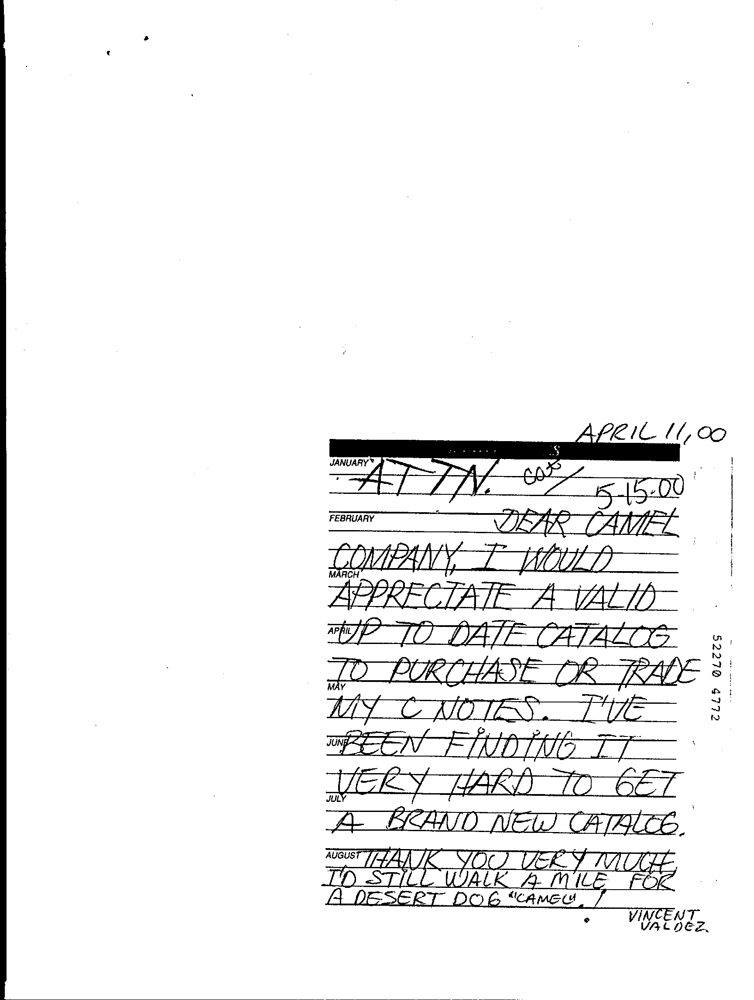 APRIL 11, 00
JANUARY
ATTN.
5-15-00
FEBRUARY
DEAR CAMEL
COMPANY, I WOULD
MARCH
APPRECIATE A VALID
APRIL
UP TO DATE CATALOG
TO PURCHASE OR TRADE
MAY
MY C NOTES. I'VE
JUNE
BEEN FINDING IT
VERY HARD TO GET
JULY
A BRAND NEW CATALOG.
AUGUST
THANK YOU VERY MUCH
I'D STILL WALK A MILE FOR
A DESERT DOG "CAMEL" !
VINCENT
VALDEZ.
52270 4772